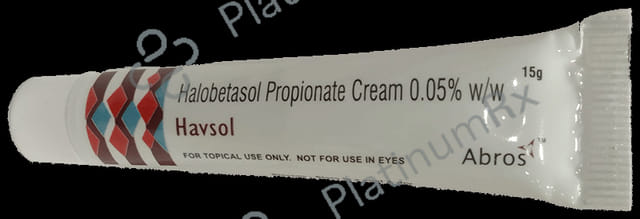 Halobetasol Propionate Cream 0.05% w/w 15g
Havsol
FOR TOPICAL USE ONLY. NOT FOR USE IN EYES
Abros
PlatinumRx